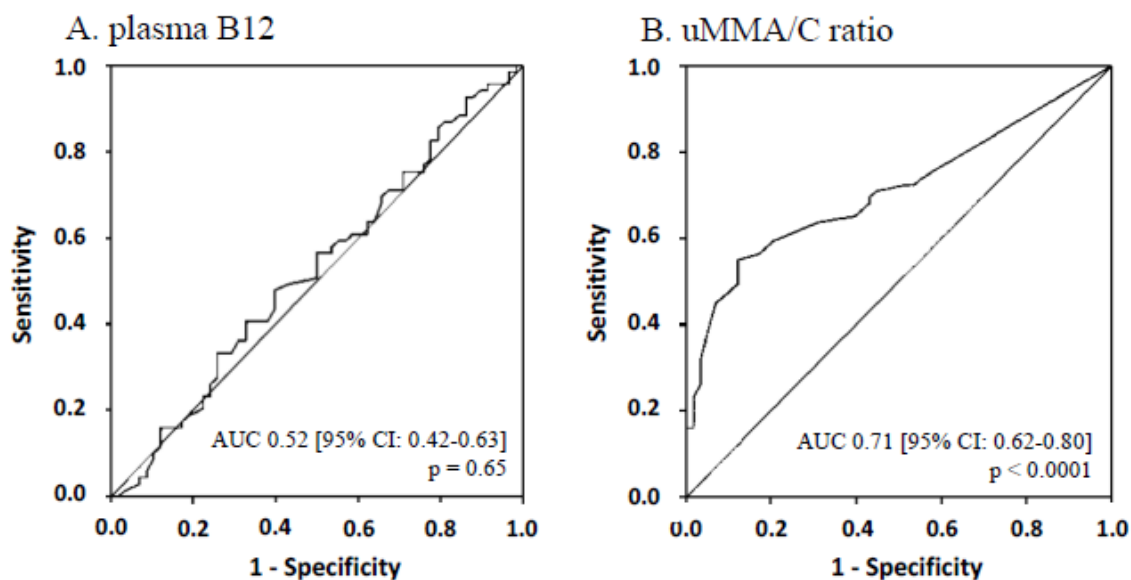 A. plasma B12
1.0
0.8
0.6
0.4
0.2
0.0
Sensitivity
AUC 0.52 [95% CI: 0.42-0.63]
p = 0.65
0.0 0.2 0.4 0.6 0.8 1.0
1 - Specificity
B. uMMA/C ratio
1.0
0.8
0.6
0.4
0.2
0.0
Sensitivity
AUC 0.71 [95% CI: 0.62-0.80]
p < 0.0001
0.0 0.2 0.4 0.6 0.8 1.0
1 - Specificity